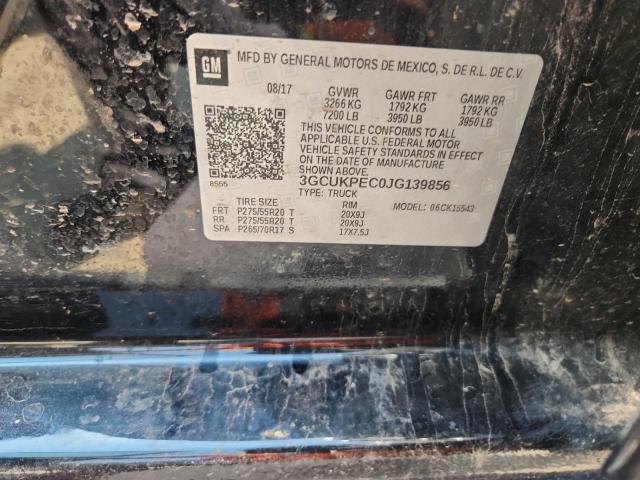 GM MFD BY GENERAL MOTORS DE MEXICO, S. DE R.L. DE C.V.
08/17 GVWR GAWR FRT GAWR RR
3266 KG 1792 KG 1792 KG
7200 LB 3950 LB 3950 LB
THIS VEHICLE CONFORMS TO ALL
APPLICABLE U.S. FEDERAL MOTOR
VEHICLE SAFETY STANDARDS IN EFFECT
ON THE DATE OF MANUFACTURE
SHOWN ABOVE.
8555 3GCUKPEC0JG139856
TYPE: TRUCK
TIRE SIZE RIM MODEL: 06CK15543
FRT P275/55R20 T 20X9J
RR P275/55R20 T 20X9J
SPA P265/70R17 S 17X7.5J